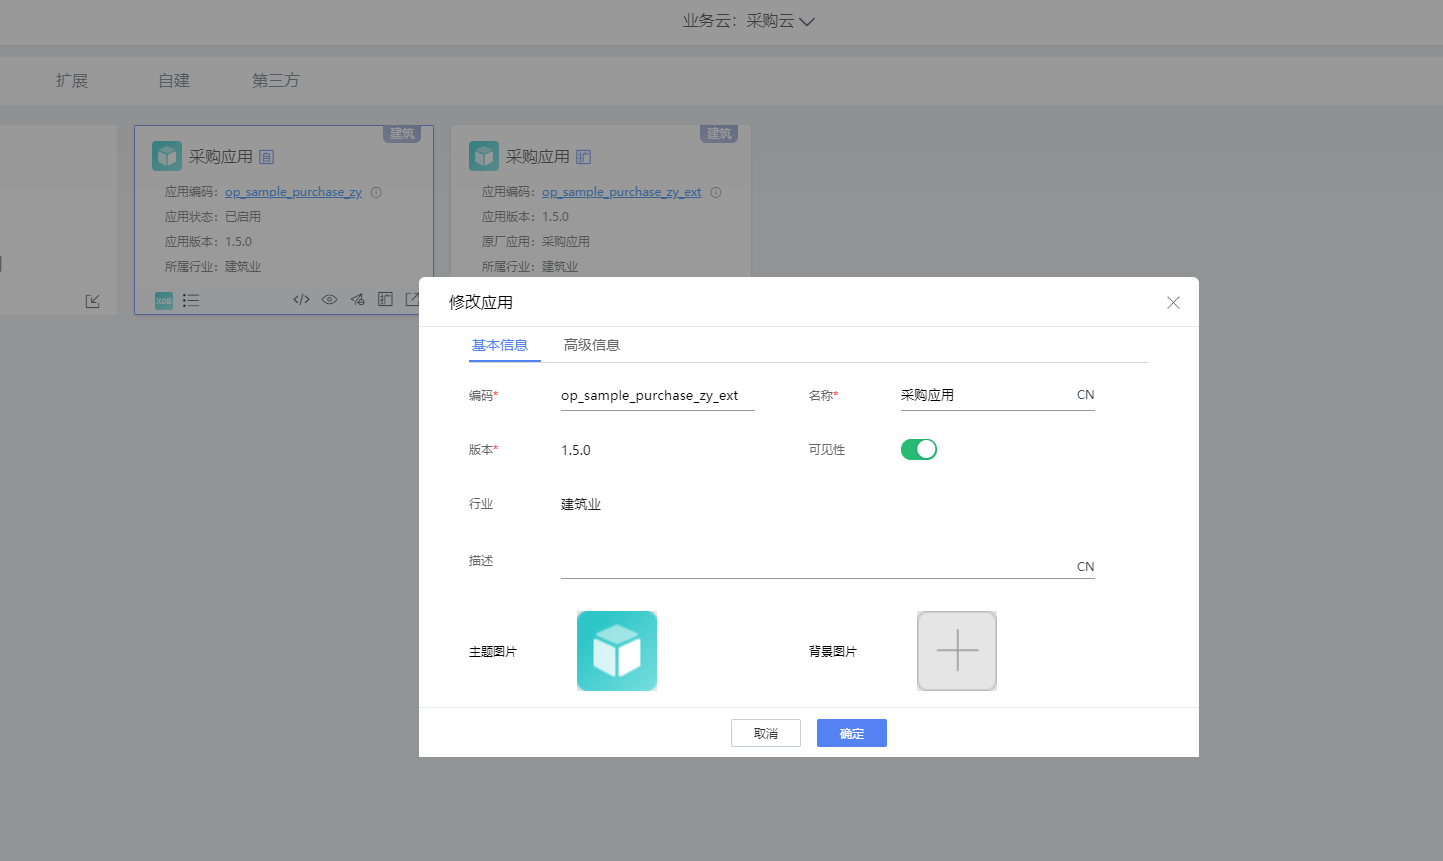 业务云：采购云
扩展
自建
第三方
建筑
采购应用 自
应用编码：op_sample_purchase_zy
应用状态：已启用
应用版本：1.5.0
所属行业：建筑业
扩
建筑
采购应用 扩
应用编码：op_sample_purchase_zy_ext
应用版本：1.5.0
原厂应用：采购应用
所属行业：建筑业
修改应用
基本信息
高级信息
编码* op_sample_purchase_zy_ext
名称* 采购应用 CN
版本* 1.5.0
可见性
行业 建筑业
描述 CN
主题图片
背景图片
取消
确定